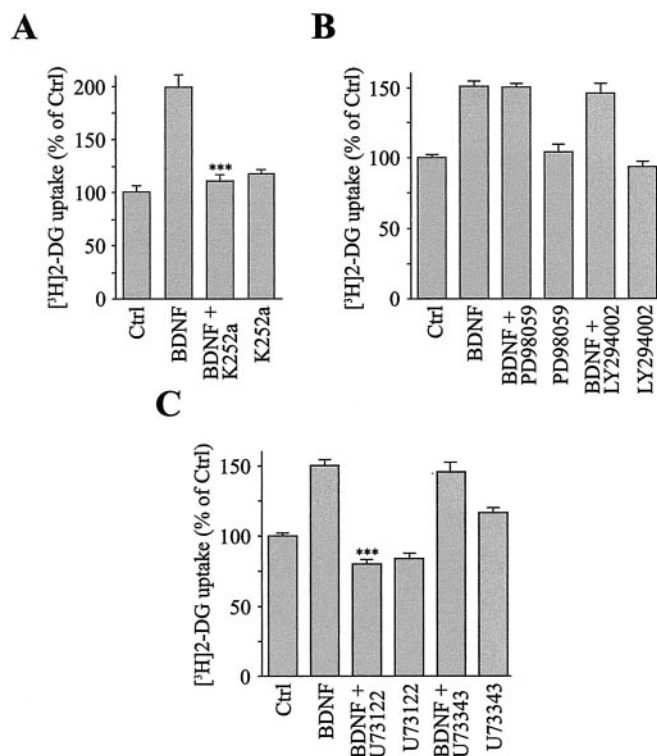 A
[³H]2-DG uptake (% of Ctrl)
200
150
100
50
0
Ctrl
BDNF
***
BDNF +
K252a
K252a
B
[³H]2-DG uptake (% of Ctrl)
150
100
50
0
Ctrl
BDNF
BDNF +
PD98059
PD98059
BDNF +
LY294002
LY294002
C
[³H]2-DG uptake (% of Ctrl)
150
100
50
0
Ctrl
BDNF
***
BDNF +
U73122
U73122
BDNF +
U73343
U73343